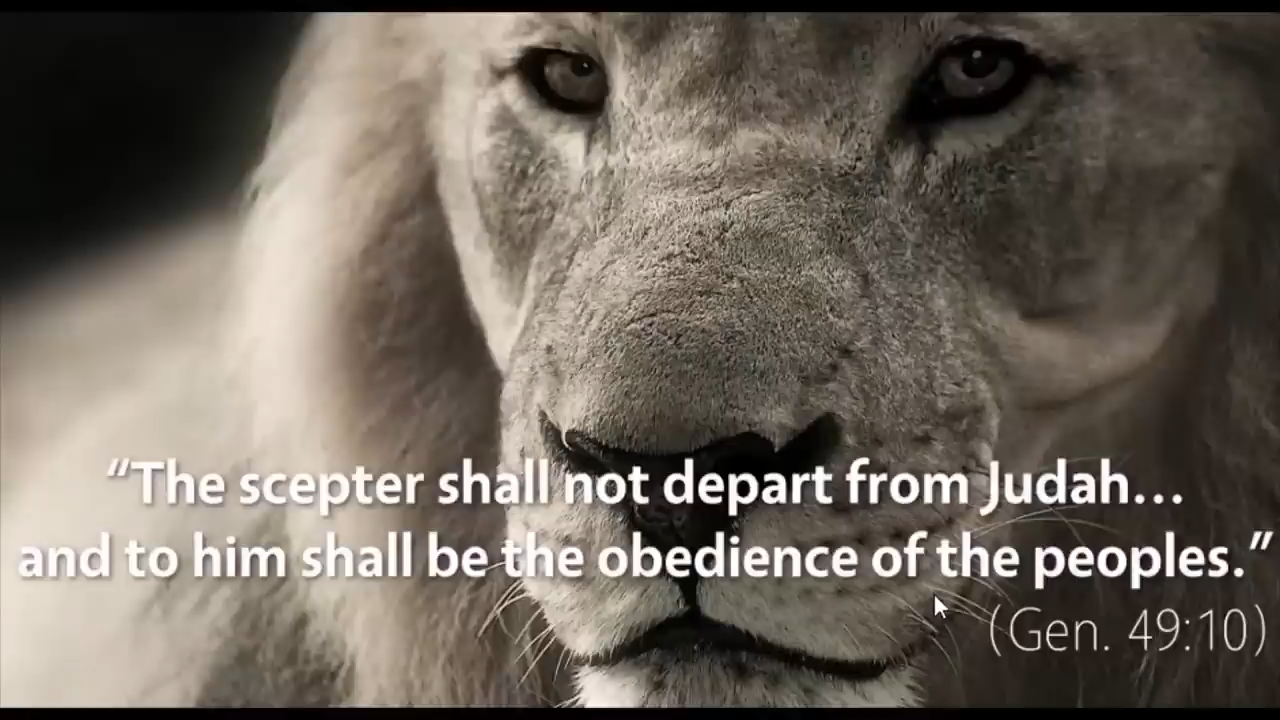 “The scepter shall not depart from Judah…
and to him shall be the obedience of the peoples.”
(Gen. 49:10)